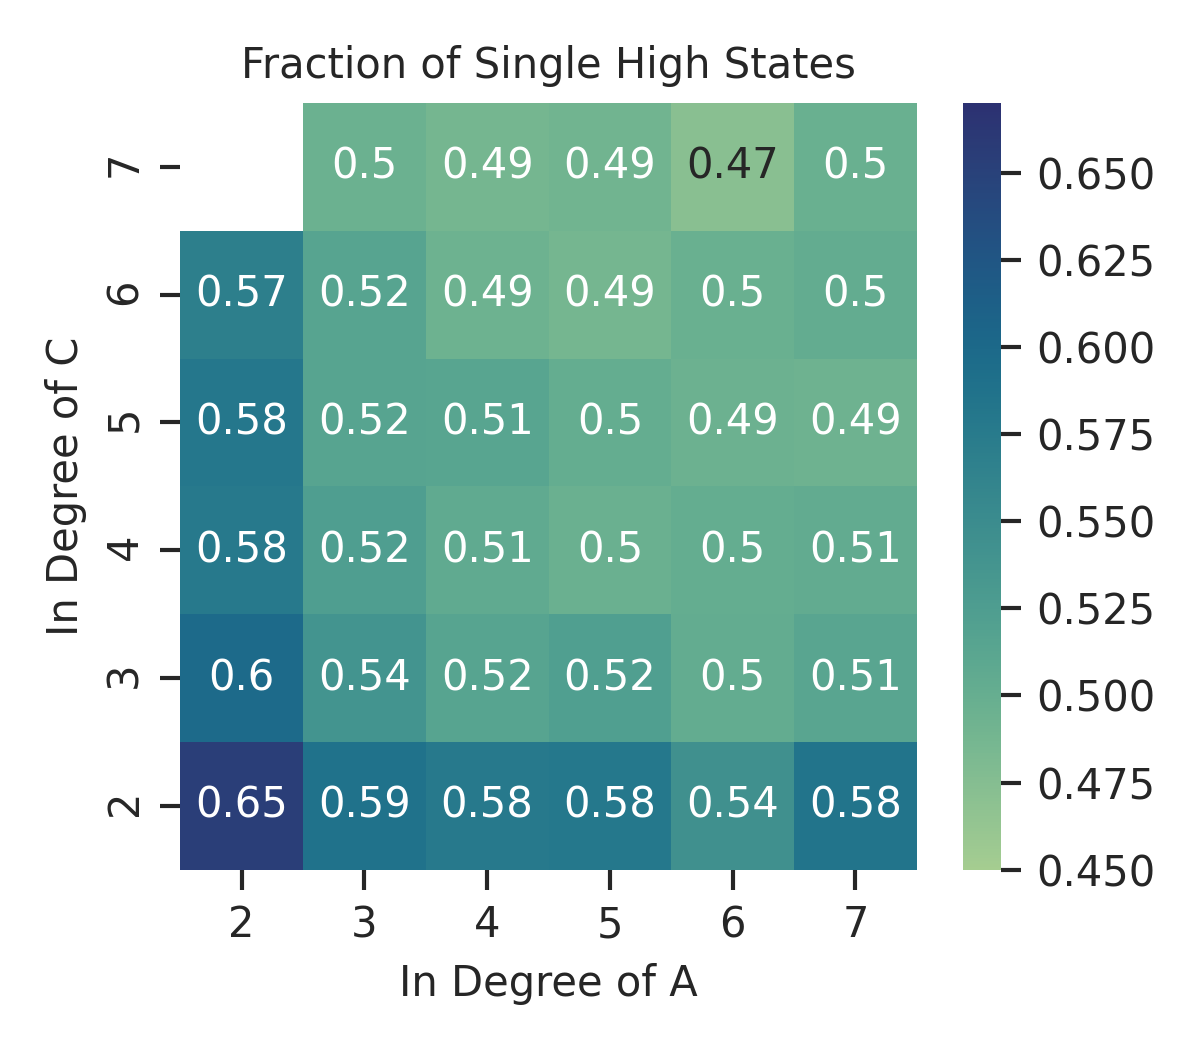 Fraction of Single High States
7 0.5 0.49 0.49 0.47 0.5
6 0.57 0.52 0.49 0.49 0.5 0.5
5 0.58 0.52 0.51 0.5 0.49 0.49
4 0.58 0.52 0.51 0.5 0.5 0.51
3 0.6 0.54 0.52 0.52 0.5 0.51
2 0.65 0.59 0.58 0.58 0.54 0.58
2 3 4 5 6 7
In Degree of A
In Degree of C
0.650
0.625
0.600
0.575
0.550
0.525
0.500
0.475
0.450